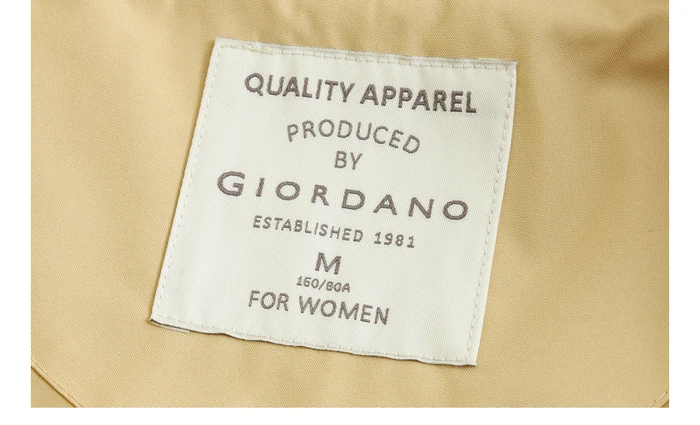 QUALITY APPAREL
PRODUCED
BY
GIORDANO
ESTABLISHED 1981
M
160/80A
FOR WOMEN